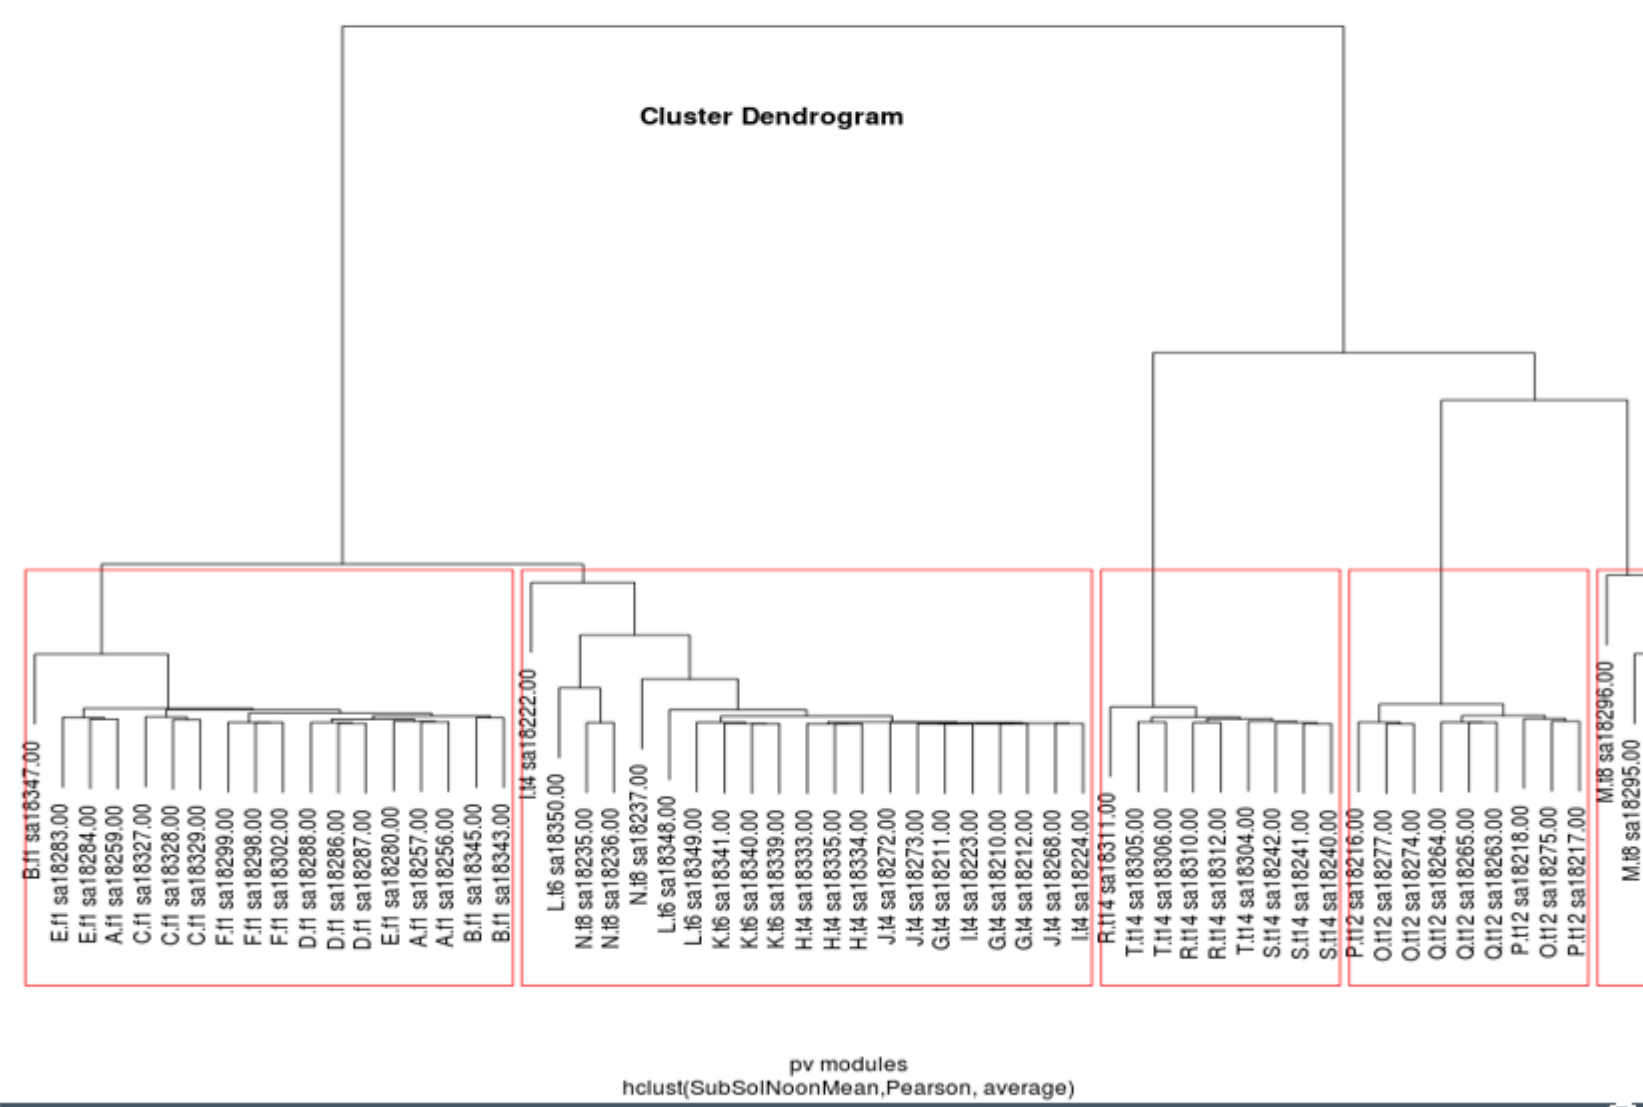 Cluster Dendrogram
B.f1 sa18347.00
E.f1 sa18283.00
E.f1 sa18284.00
A.f1 sa18259.00
C.f1 sa18327.00
C.f1 sa18328.00
C.f1 sa18329.00
F.f1 sa18299.00
F.f1 sa18298.00
F.f1 sa18302.00
D.f1 sa18288.00
D.f1 sa18286.00
D.f1 sa18287.00
E.f1 sa18280.00
A.f1 sa18257.00
A.f1 sa18256.00
B.f1 sa18345.00
B.f1 sa18343.00
I.t4 sa18222.00
L.t6 sa18350.00
N.t8 sa18235.00
N.t8 sa18236.00
N.t8 sa18237.00
L.t6 sa18348.00
L.t6 sa18349.00
K.t6 sa18341.00
K.t6 sa18340.00
K.t6 sa18339.00
H.t4 sa18333.00
H.t4 sa18335.00
H.t4 sa18334.00
J.t4 sa18272.00
J.t4 sa18273.00
G.t4 sa18211.00
I.t4 sa18223.00
G.t4 sa18210.00
G.t4 sa18212.00
J.t4 sa18268.00
I.t4 sa18224.00
R.t14 sa18311.00
T.t14 sa18305.00
T.t14 sa18306.00
R.t14 sa18310.00
R.t14 sa18312.00
T.t14 sa18304.00
S.t14 sa18242.00
S.t14 sa18241.00
S.t14 sa18240.00
P.t12 sa18216.00
O.t12 sa18277.00
O.t12 sa18274.00
Q.t12 sa18264.00
Q.t12 sa18265.00
Q.t12 sa18263.00
P.t12 sa18218.00
O.t12 sa18275.00
P.t12 sa18217.00
M.t8 sa18296.00
M.t8 sa18295.00
pv modules
hclust(SubSolNoonMean,Pearson, average)